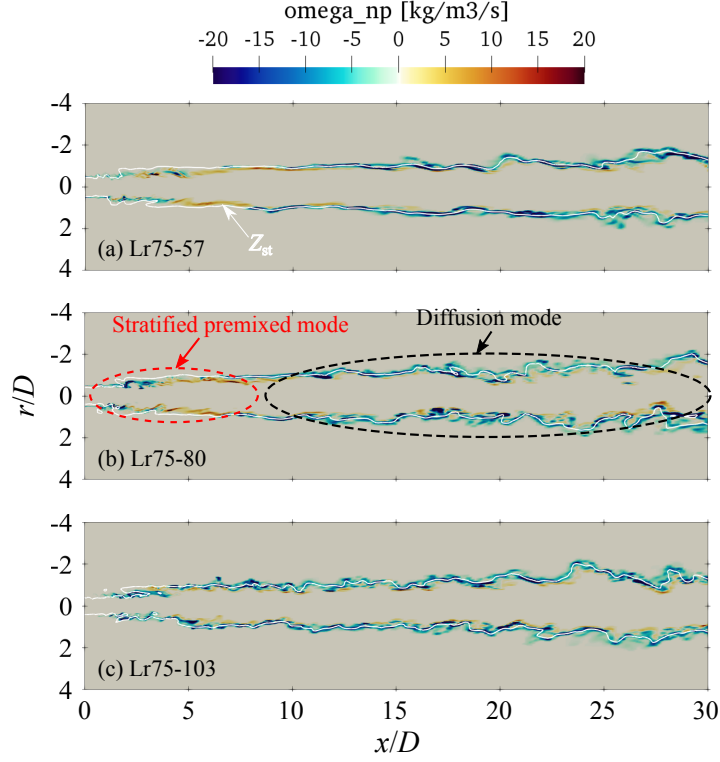 omega_np [kg/m3/s]
-20 -15 -10 -5 0 5 10 15 20
-4
-2
0
2
4
Z_st
(a) Lr75-57
-4
-2
0
2
4
Stratified premixed mode
Diffusion mode
r/D
(b) Lr75-80
-4
-2
0
2
4
(c) Lr75-103
0 5 10 15 20 25 30
x/D